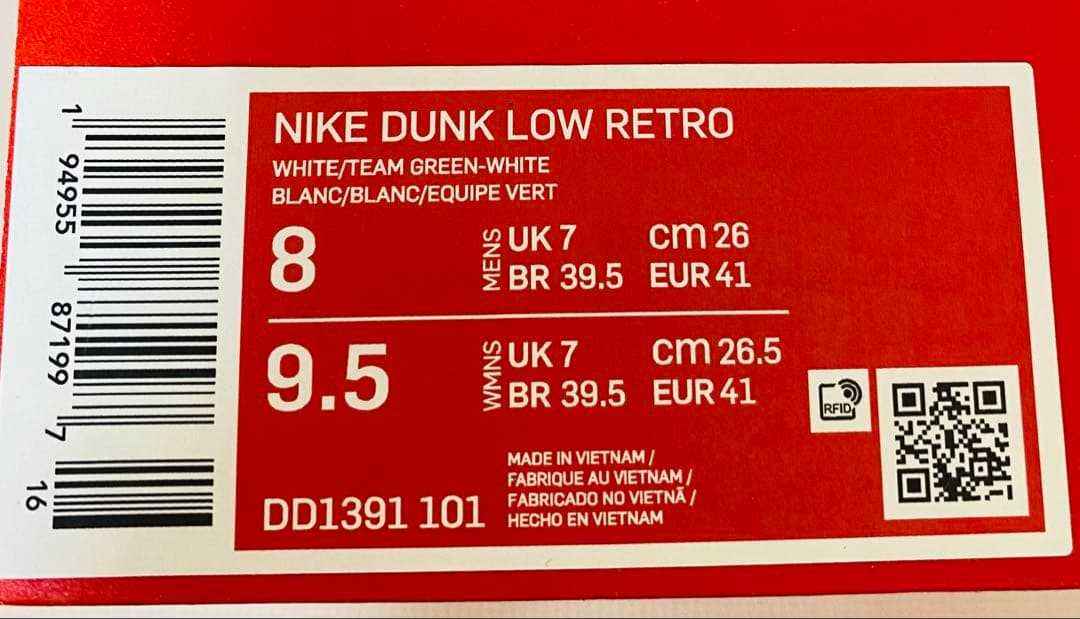 NIKE DUNK LOW RETRO
WHITE/TEAM GREEN-WHITE
BLANC/BLANC/EQUIPE VERT
8 MENS UK 7 cm 26
BR 39.5 EUR 41
9.5 WMNS UK 7 cm 26.5
BR 39.5 EUR 41
MADE IN VIETNAM /
FABRIQUE AU VIETNAM /
FABRICADO NO VIETNÃ /
HECHO EN VIETNAM
DD1391 101
RFID
1 94955 87199 7
16